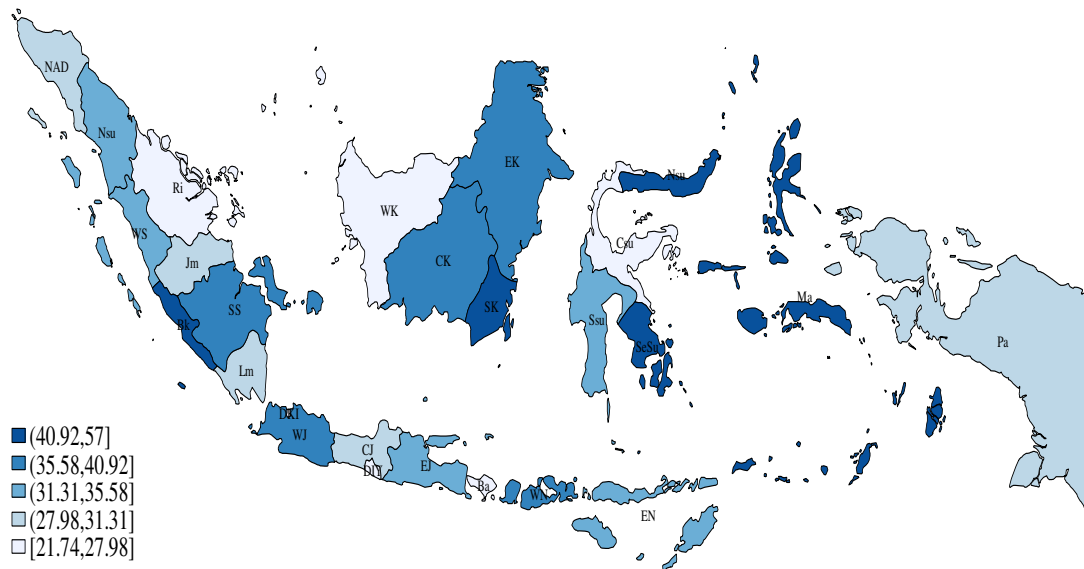 NAD
Nsu
EK
Nsu
Ri
WK
WS
Csu
Jm
CK
Ma
SS
SK
Ssu
Bk
SeSu
Pa
Lm
DKI
WJ
CJ
EJ
Ba
WN
EN
(40.92,57]
(35.58,40.92]
(31.31,35.58]
(27.98,31.31]
[21.74,27.98]